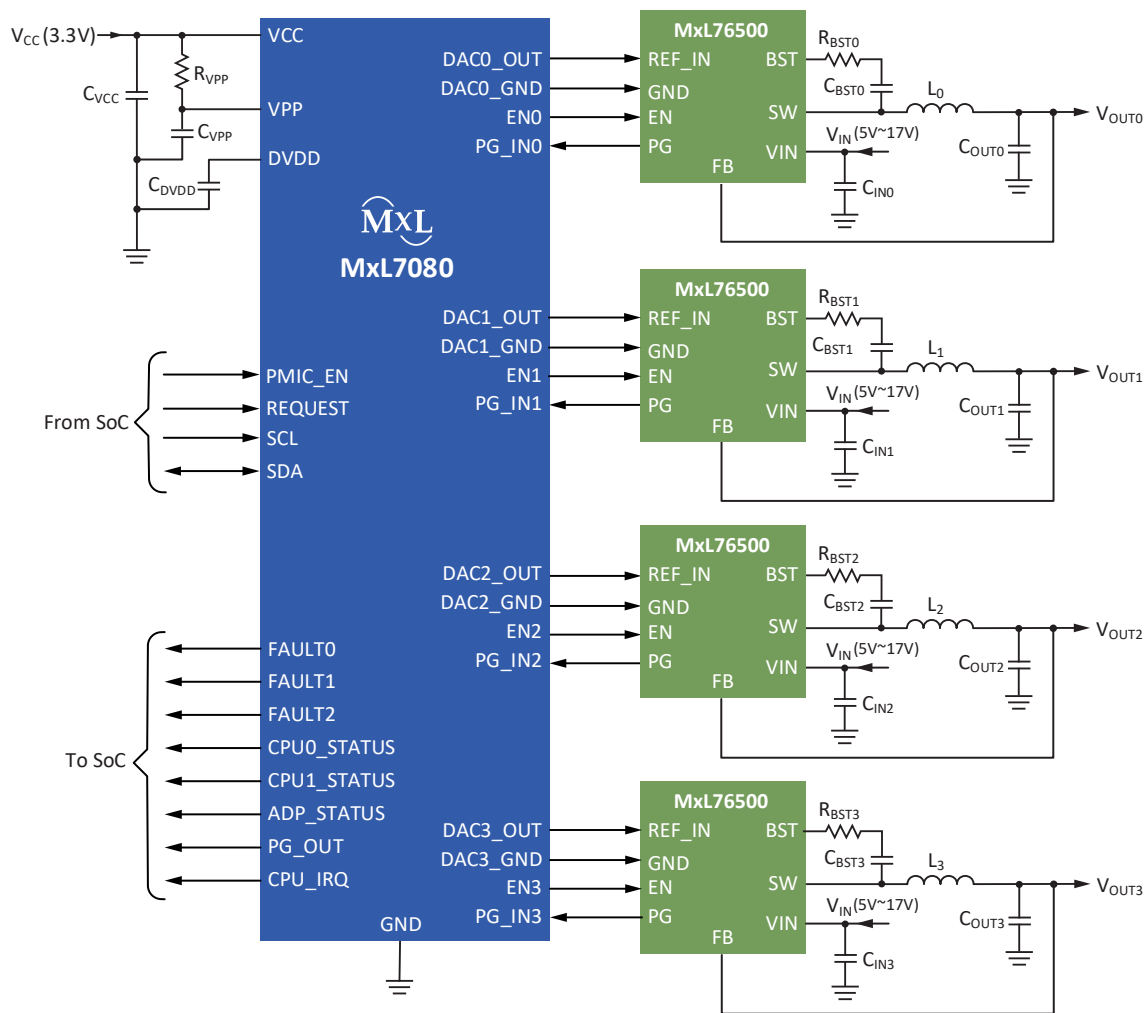 VCC (3.3V)
RVPP
CVCC
CVPP
CDVDD
VCC
VPP
DVDD
MxL
MxL7080
DAC0_OUT
DAC0_GND
EN0
PG_IN0
MxL76500
REF_IN
GND
EN
PG
BST
SW
VIN
FB
RBST0
CBST0
L0
VIN (5V~17V)
CIN0
COUT0
VOUT0
DAC1_OUT
DAC1_GND
EN1
PG_IN1
MxL76500
REF_IN
GND
EN
PG
BST
SW
VIN
FB
RBST1
CBST1
L1
VIN (5V~17V)
CIN1
COUT1
VOUT1
From SoC
PMIC_EN
REQUEST
SCL
SDA
DAC2_OUT
DAC2_GND
EN2
PG_IN2
MxL76500
REF_IN
GND
EN
PG
BST
SW
VIN
FB
RBST2
CBST2
L2
VIN (5V~17V)
CIN2
COUT2
VOUT2
To SoC
FAULT0
FAULT1
FAULT2
CPU0_STATUS
CPU1_STATUS
ADP_STATUS
PG_OUT
CPU_IRQ
GND
DAC3_OUT
DAC3_GND
EN3
PG_IN3
MxL76500
REF_IN
GND
EN
PG
BST
SW
VIN
FB
RBST3
CBST3
L3
VIN (5V~17V)
CIN3
COUT3
VOUT3